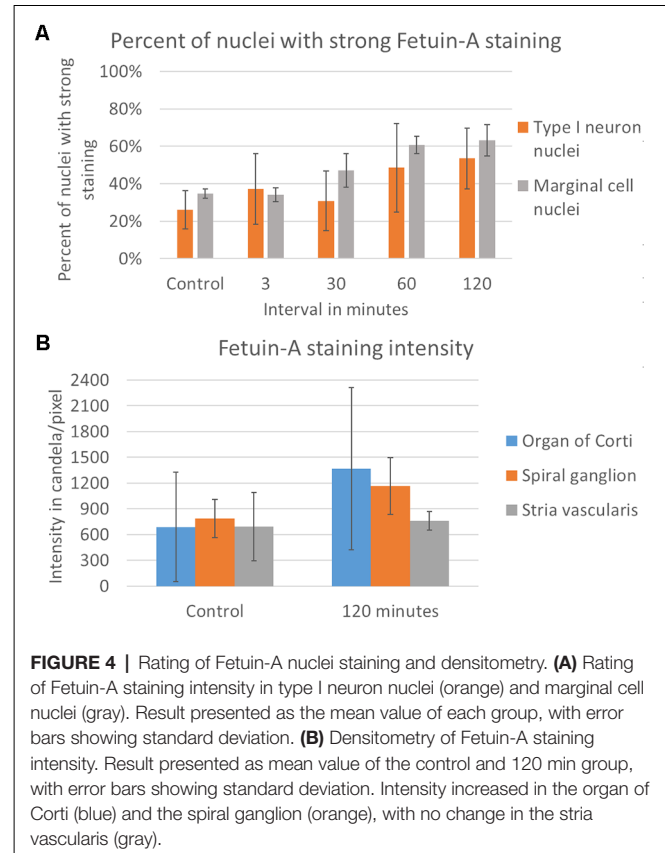 A
Percent of nuclei with strong Fetuin-A staining
Percent of nuclei with strong
staining
100%
80%
60%
40%
20%
0%
Control 3 30 60 120
Interval in minutes
Type I neuron
nuclei
Marginal cell
nuclei
B
Fetuin-A staining intensity
Intensity in candela/pixel
2400
2100
1800
1500
1200
900
600
300
0
Control 120 minutes
Organ of Corti
Spiral ganglion
Stria vascularis
FIGURE 4 | Rating of Fetuin-A nuclei staining and densitometry. (A) Rating
of Fetuin-A staining intensity in type I neuron nuclei (orange) and marginal cell
nuclei (gray). Result presented as the mean value of each group, with error
bars showing standard deviation. (B) Densitometry of Fetuin-A staining
intensity. Result presented as mean value of the control and 120 min group,
with error bars showing standard deviation. Intensity increased in the organ of
Corti (blue) and the spiral ganglion (orange), with no change in the stria
vascularis (gray).